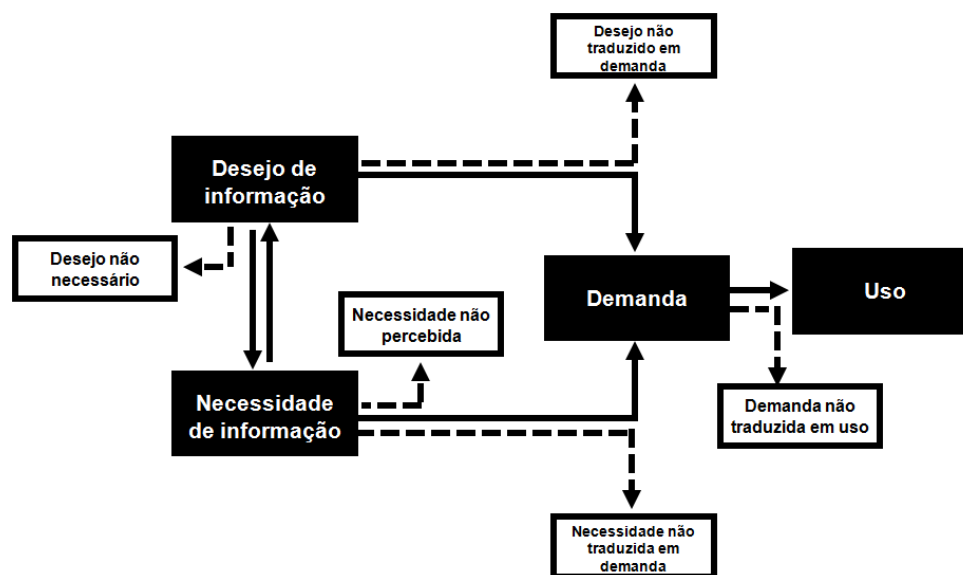 Desejo não
traduzido em
demanda
Desejo de
informação
Desejo não
necessário
Necessidade não
percebida
Demanda
Uso
Necessidade
de informação
Demanda não
traduzida em uso
Necessidade não
traduzida em
demanda